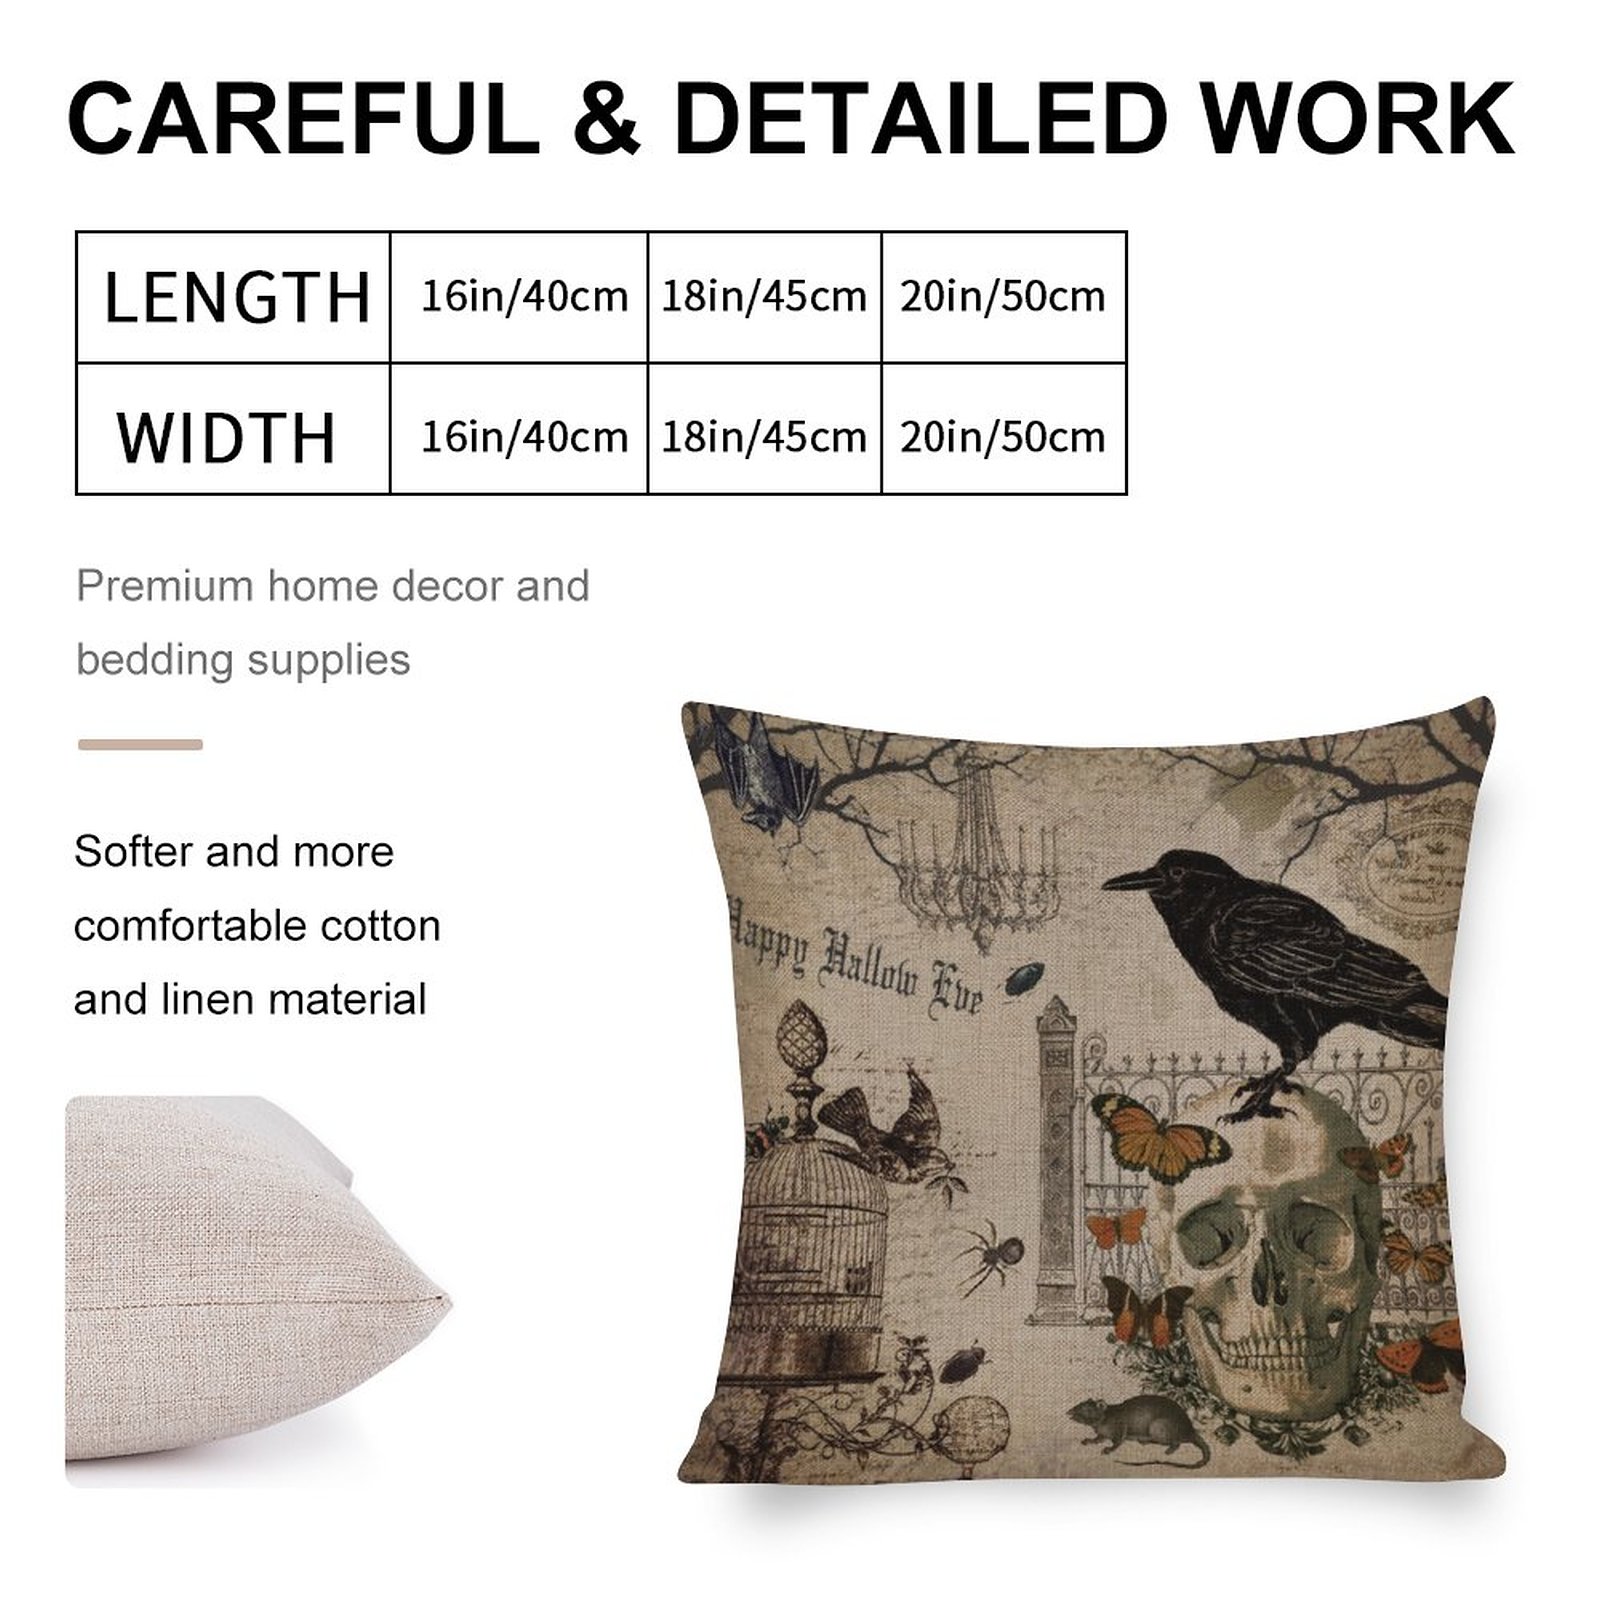 CAREFUL & DETAILED WORK
LENGTH 16in/40cm 18in/45cm 20in/50cm
WIDTH 16in/40cm 18in/45cm 20in/50cm
Premium home decor and
bedding supplies
Softer and more
comfortable cotton
and linen material
Happy Hallow Eve